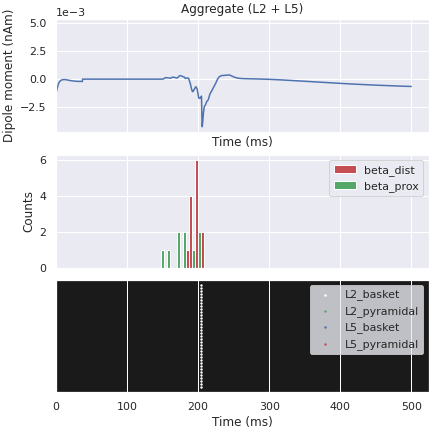 Aggregate (L2 + L5)
1e−3
5.0
2.5
0.0
−2.5
Dipole moment (nAm)
Time (ms)
6
4
2
0
Counts
beta_dist
beta_prox
L2_basket
L2_pyramidal
L5_basket
L5_pyramidal
0 100 200 300 400 500
Time (ms)